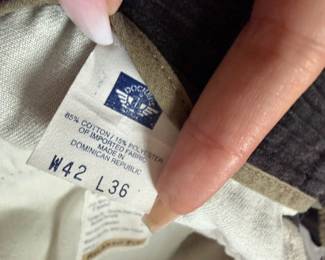 DOCKERS
85% COTTON / 15% POLYESTER
OF IMPORTED FABRIC
MADE IN
DOMINICAN REPUBLIC
W42 L36